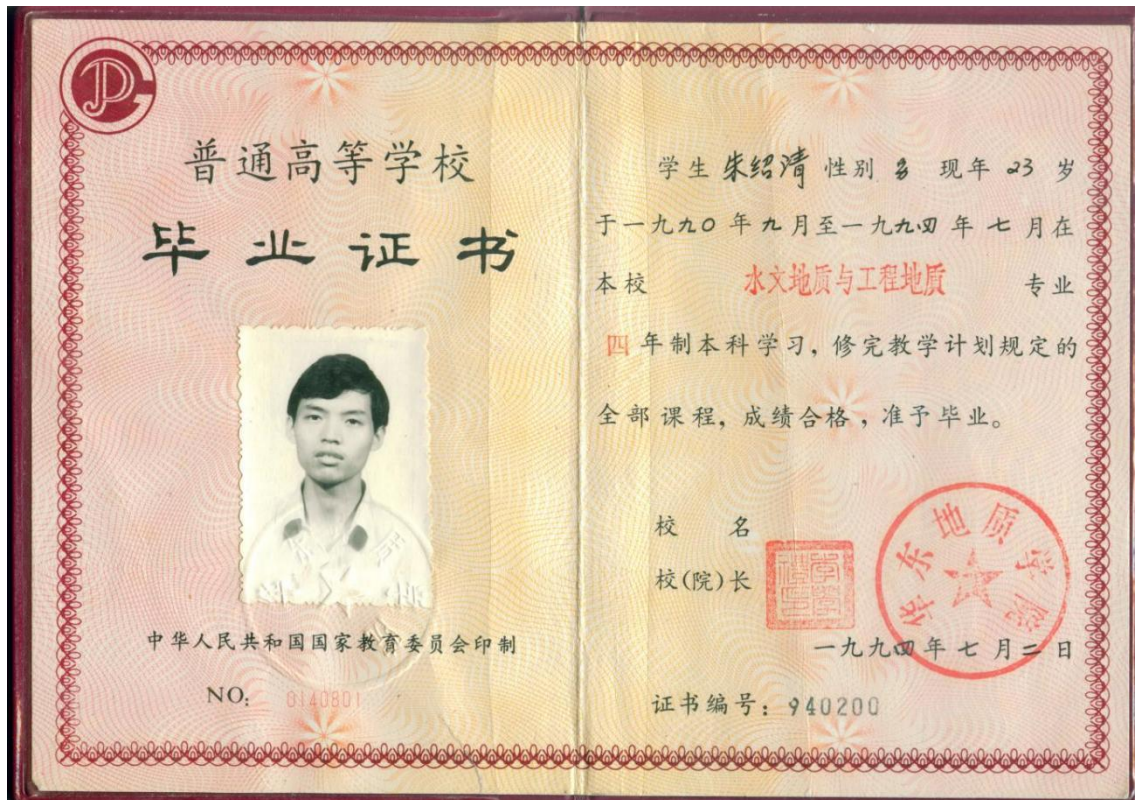 普通高等学校
毕业证书
中华人民共和国国家教育委员会印制
NO: 0140801
学生 朱绍清 性别 男 现年 23 岁
于一九九〇年九月至一九九四年七月在
本校 水文地质与工程地质 专业
四年制本科学习，修完教学计划规定的
全部课程，成绩合格，准予毕业。
校 名
校(院)长
华东地质学院
一九九四年七月二日
证书编号：940200